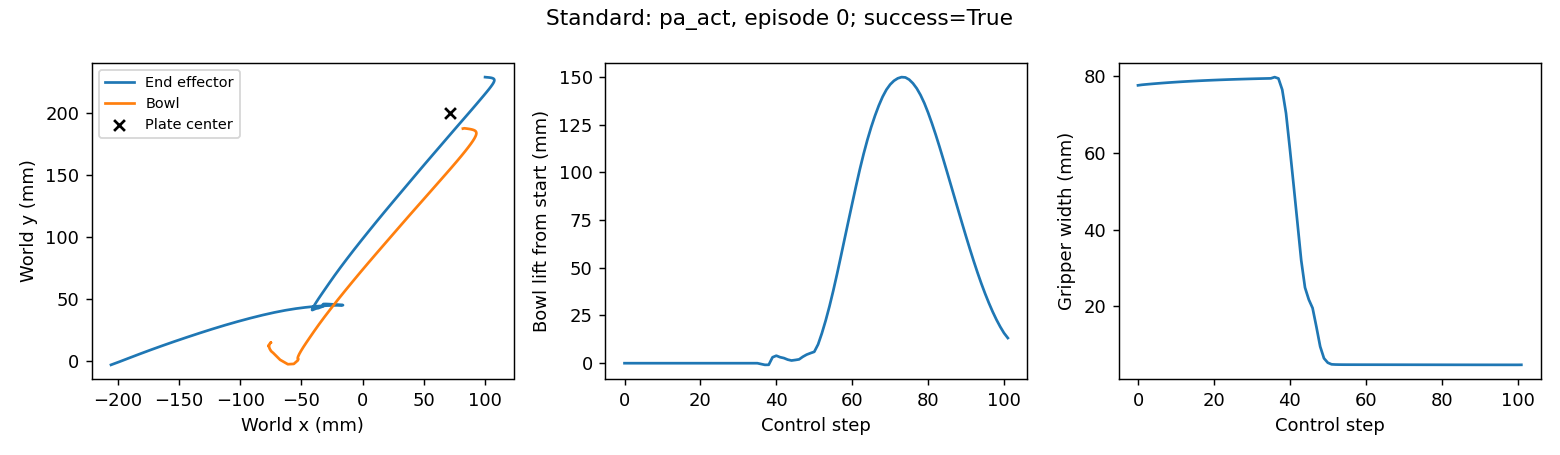 Standard: pa_act, episode 0; success=True
End effector
Bowl
Plate center
World y (mm)
200
150
100
50
0
−200 −150 −100 −50 0 50 100
World x (mm)
Bowl lift from start (mm)
150
125
100
75
50
25
0
0 20 40 60 80 100
Control step
Gripper width (mm)
80
60
40
20
0 20 40 60 80 100
Control step